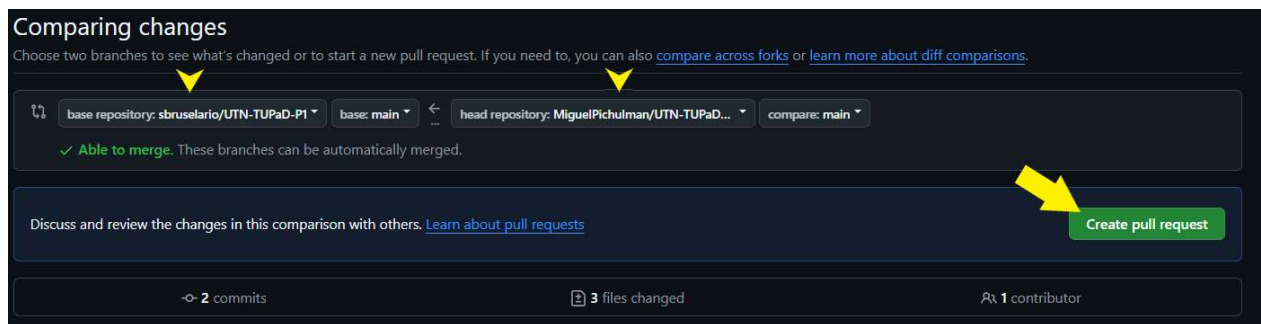 Comparing changes
Choose two branches to see what's changed or to start a new pull request. If you need to, you can also compare across forks or learn more about diff comparisons.
base repository: sbruselario/UTN-TUPaD-P1 base: main ← ... head repository: MiguelPichulman/UTN-TUPaD... compare: main
✓ Able to merge. These branches can be automatically merged.
Discuss and review the changes in this comparison with others. Learn about pull requests Create pull request
2 commits 3 files changed 1 contributor